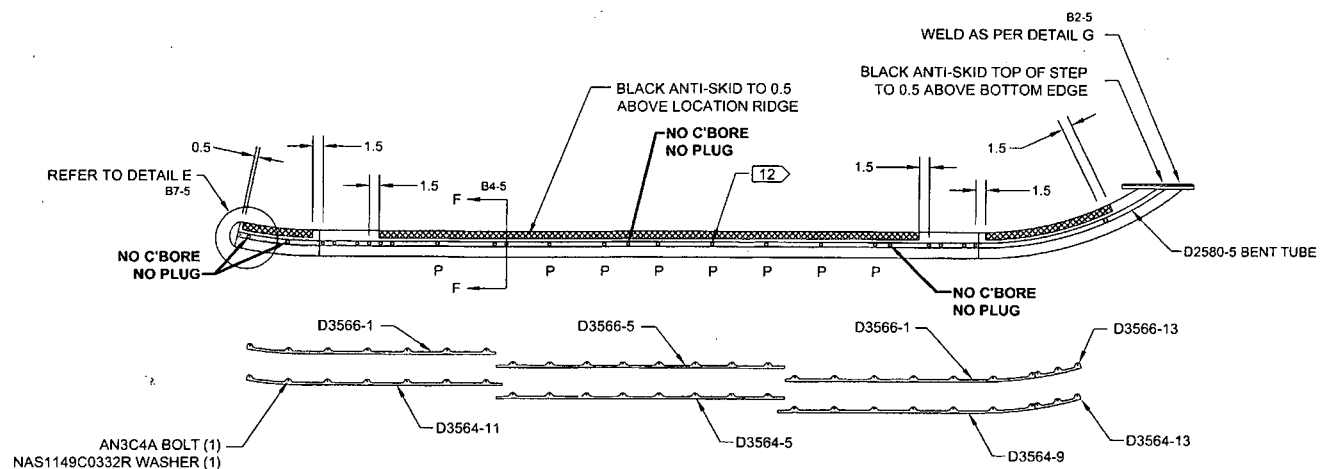 B2-5
WELD AS PER DETAIL G
BLACK ANTI-SKID TO 0.5
ABOVE LOCATION RIDGE
BLACK ANTI-SKID TOP OF STEP
TO 0.5 ABOVE BOTTOM EDGE
NO C'BORE
NO PLUG
0.5
1.5
1.5
1.5
1.5
1.5
REFER TO DETAIL E
B7-5
F
B4-5
12
NO C'BORE
NO PLUG
D2580-5 BENT TUBE
P P P P P P P P
F
NO C'BORE
NO PLUG
D3566-1
D3566-5
D3566-1
D3566-13
D3564-11
D3564-5
D3564-9
D3564-13
AN3C4A BOLT (1)
NAS1149C0332R WASHER (1)